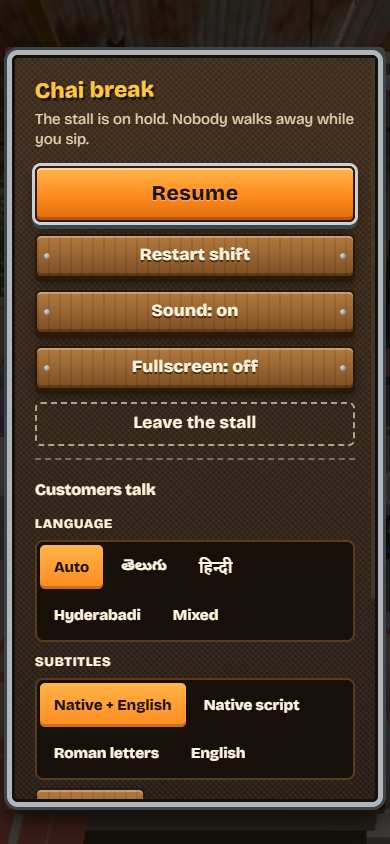 Chai break
The stall is on hold. Nobody walks away while
you sip.
Resume
Restart shift
Sound: on
Fullscreen: off
Leave the stall
Customers talk
LANGUAGE
Auto తెలుగు हिन्दी
Hyderabadi Mixed
SUBTITLES
Native + English Native script
Roman letters English